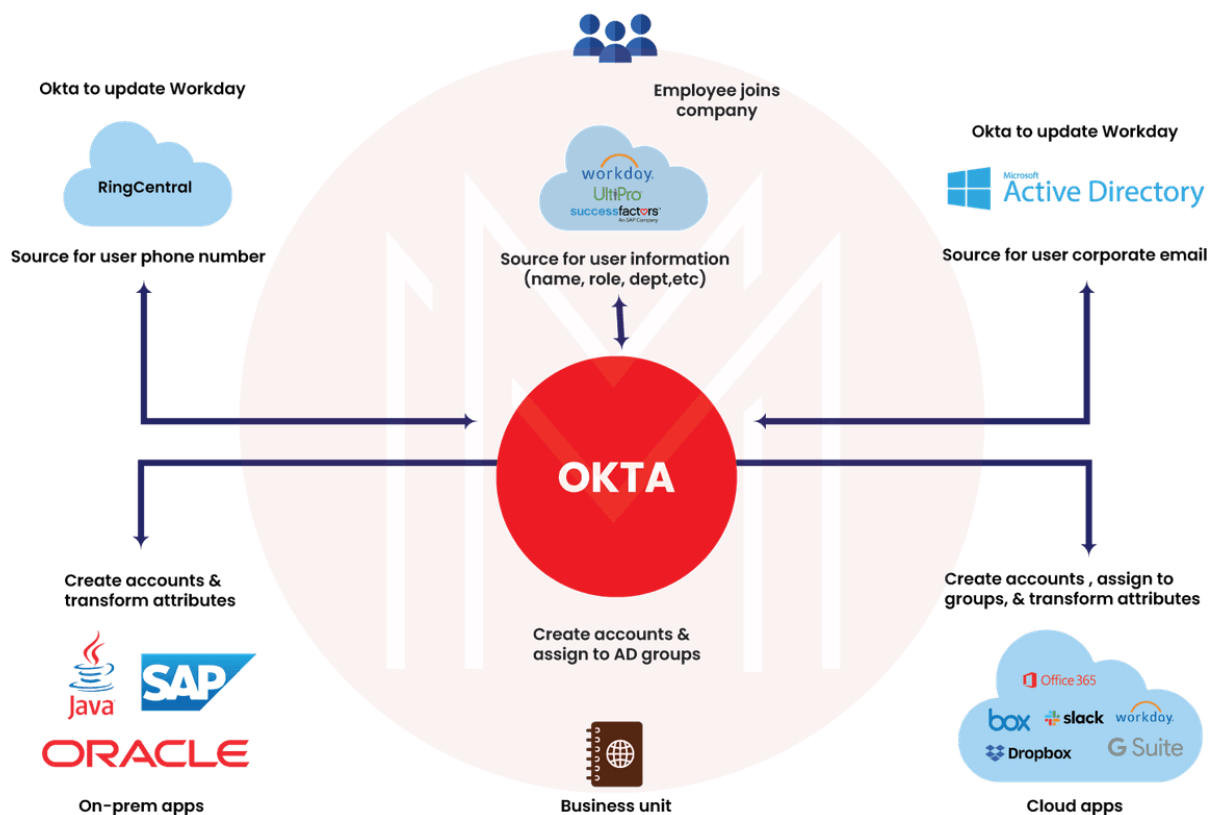 Employee joins
company
Okta to update Workday
RingCentral
Source for user phone number
workday.
UltiPro
successfactors™
An SAP Company
Source for user information
(name, role, dept,etc)
Okta to update Workday
Microsoft
Active Directory
Source for user corporate email
OKTA
Create accounts &
transform attributes
Java
SAP
ORACLE
On-prem apps
Create accounts &
assign to AD groups
Business unit
Create accounts , assign to
groups, & transform attributes
Office 365
box
slack
workday.
Dropbox
G Suite
Cloud apps